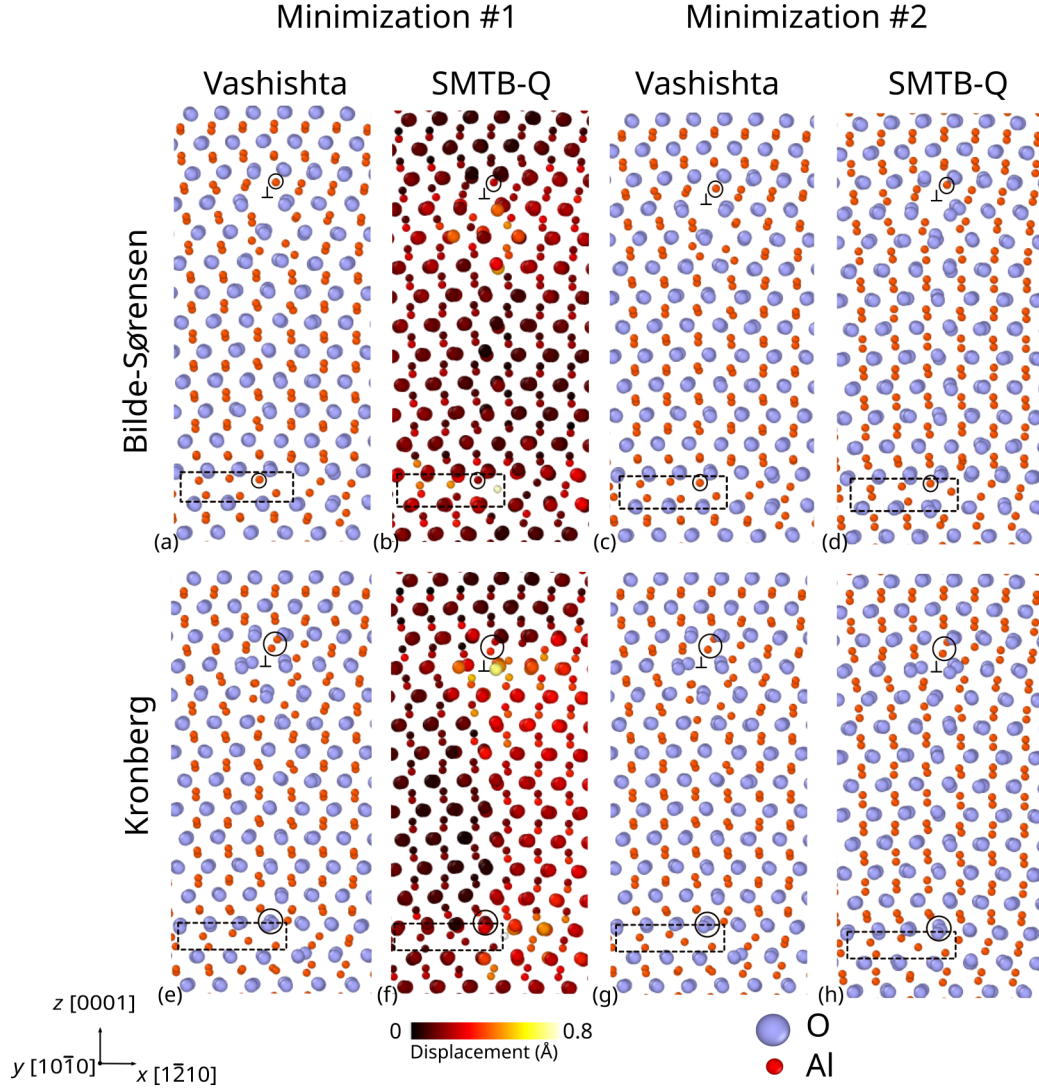 Minimization #1 Minimization #2
Vashishta SMTB-Q Vashishta SMTB-Q
Bilde-Sørensen
(a) (b) (c) (d)
Kronberg
(e) (f) (g) (h)
z [0001]
y [101̅0] x [12̅10]
0 0.8
Displacement (Å)
O
Al